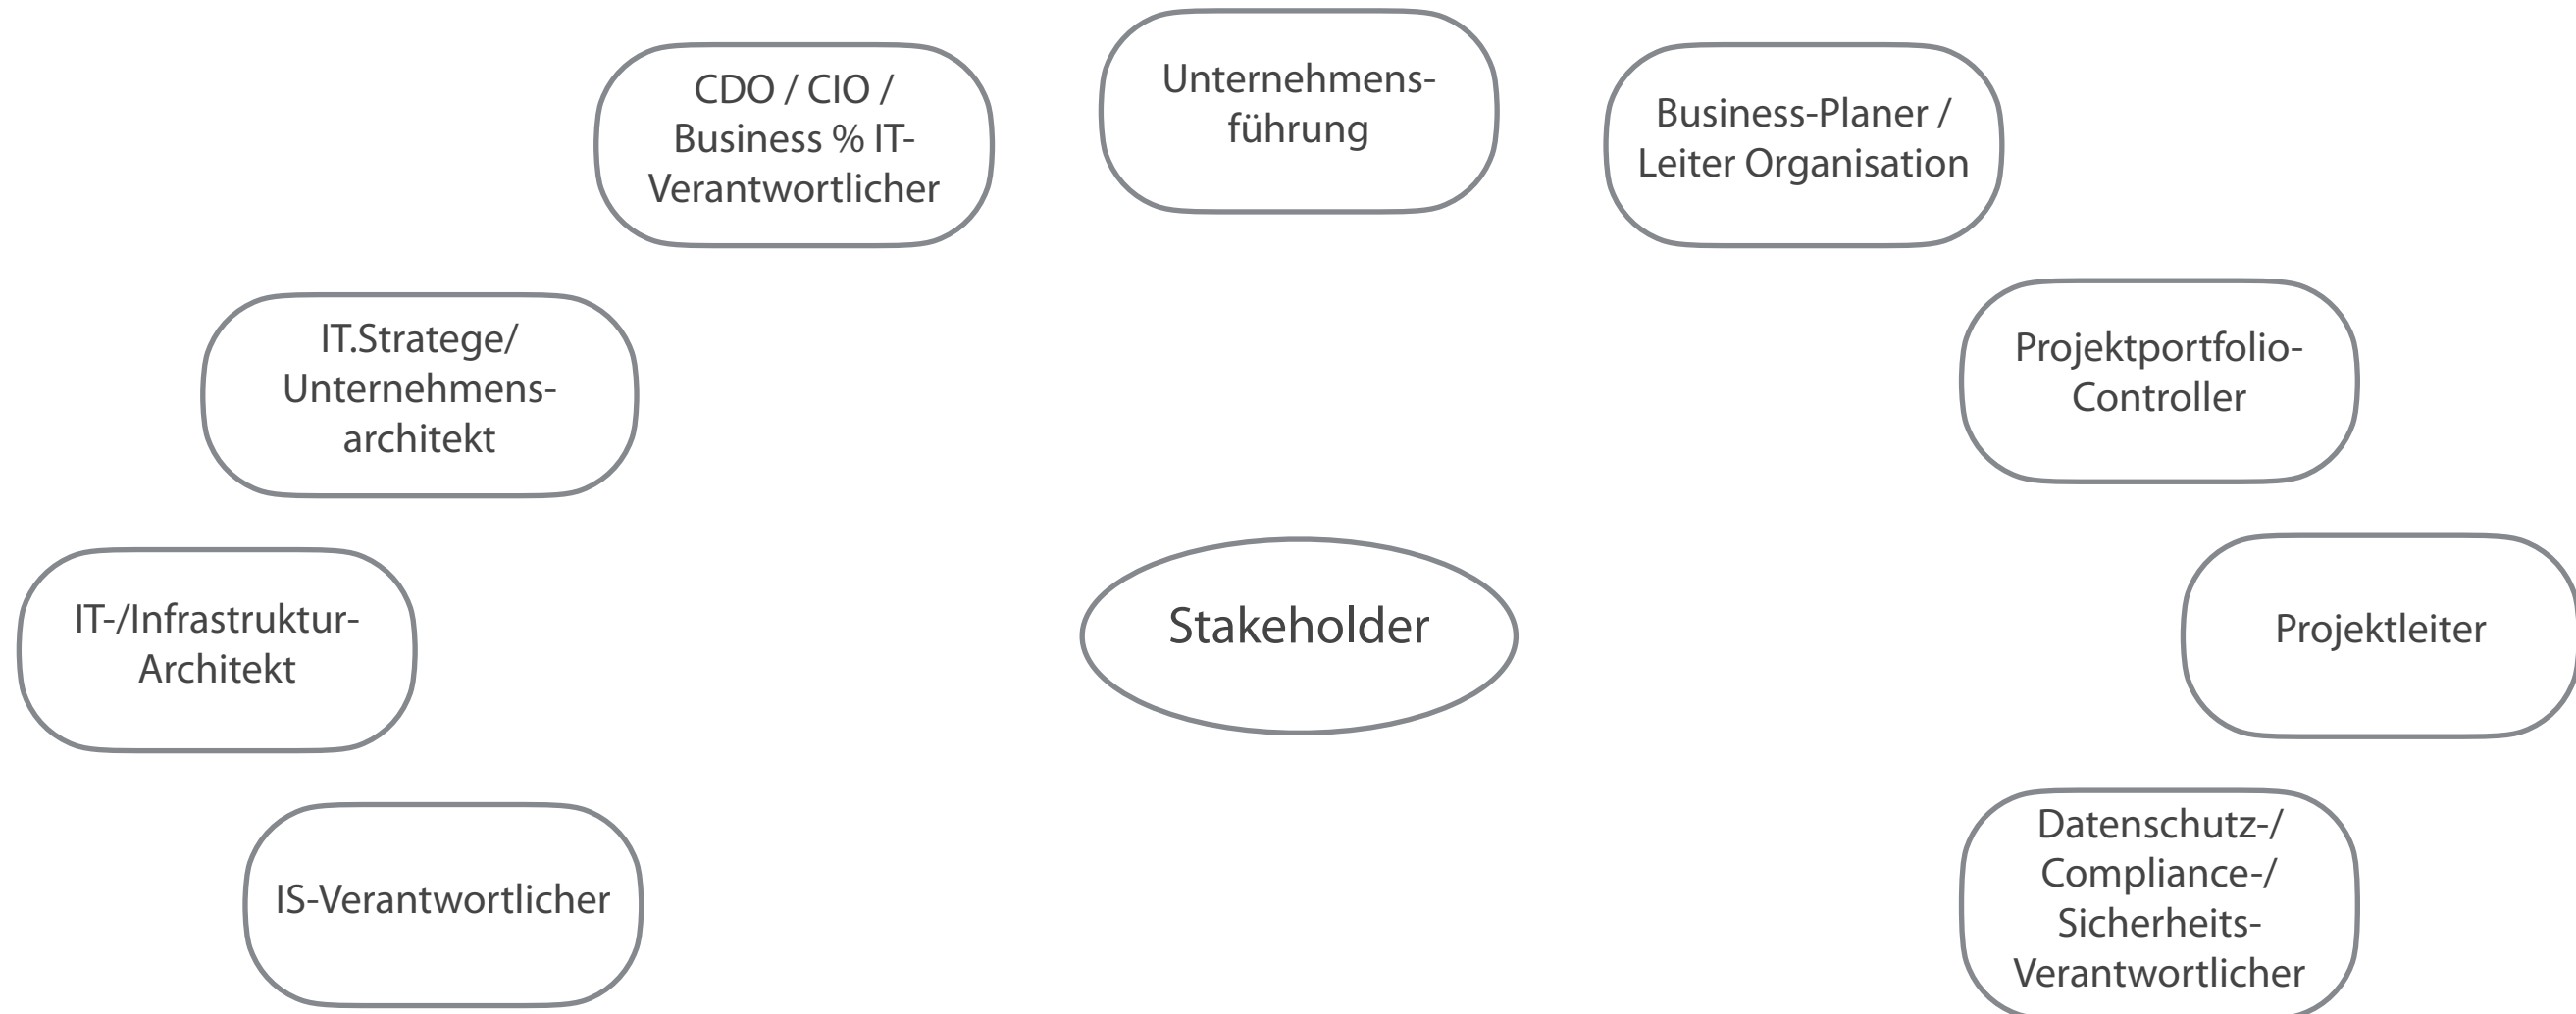 CDO / CIO /
Business % IT-
Verantwortlicher
Unternehmens-
führung
Business-Planer /
Leiter Organisation
IT.Stratege/
Unternehmens-
architekt
Projektportfolio-
Controller
IT-/Infrastruktur-
Architekt
Stakeholder
Projektleiter
IS-Verantwortlicher
Datenschutz-/
Compliance-/
Sicherheits-
Verantwortlicher